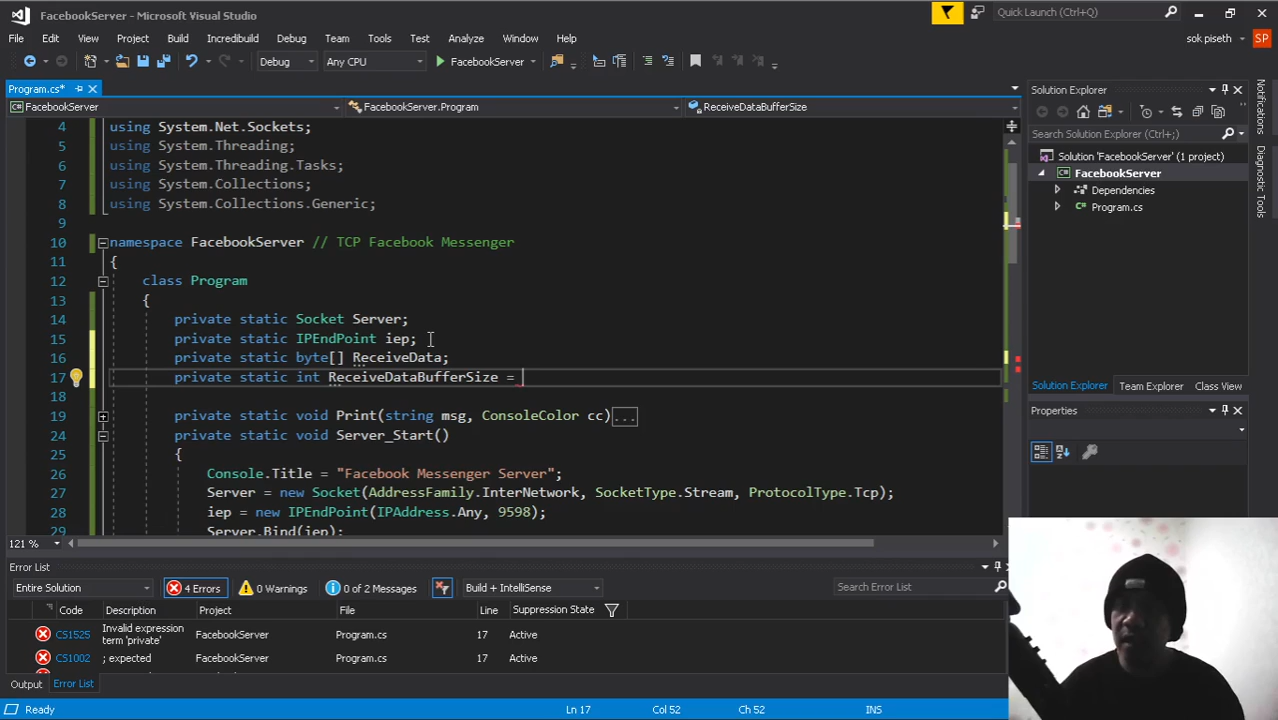 FacebookServer - Microsoft Visual Studio
Quick Launch (Ctrl+Q)
File Edit View Project Build Incredibuild Debug Team Tools Test Analyze Window Help
sok piseth SP
Debug Any CPU FacebookServer
Program.cs*
FacebookServer FacebookServer.Program ReceiveDataBufferSize
4 using System.Net.Sockets;
5 using System.Threading;
6 using System.Threading.Tasks;
7 using System.Collections;
8 using System.Collections.Generic;
9
10 namespace FacebookServer // TCP Facebook Messenger
11 {
12 class Program
13 {
14 private static Socket Server;
15 private static IPEndPoint iep;
16 private static byte[] ReceiveData;
17 private static int ReceiveDataBufferSize =
18
19 private static void Print(string msg, ConsoleColor cc)...
24 private static void Server_Start()
25 {
26 Console.Title = "Facebook Messenger Server";
27 Server = new Socket(AddressFamily.InterNetwork, SocketType.Stream, ProtocolType.Tcp);
28 iep = new IPEndPoint(IPAddress.Any, 9598);
29 Server.Bind(iep);
121 %
Solution Explorer
Search Solution Explorer (Ctrl+;)
Solution 'FacebookServer' (1 project)
FacebookServer
Dependencies
Program.cs
Solution Explorer Team Explorer Class View
Properties
Notifications
Diagnostic Tools
Error List
Entire Solution 4 Errors 0 Warnings 0 of 2 Messages Build + IntelliSense Search Error List
Code Description Project File Line Suppression State
CS1525 Invalid expression term 'private' FacebookServer Program.cs 17 Active
CS1002 ; expected FacebookServer Program.cs 17 Active
Output Error List
Ready Ln 17 Col 52 Ch 52 INS